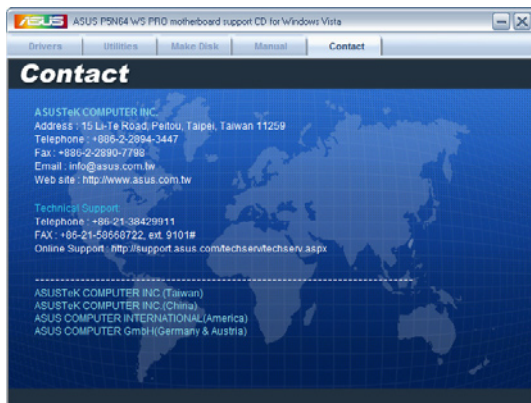 ASUS ASUS P5N64 WS PRO motherboard support CD for Windows Vista
Drivers Utilities Make Disk Manual Contact
Contact
ASUSTeK COMPUTER INC.
Address : 15 Li-Te Road, Peitou, Taipei, Taiwan 11259
Telephone : +886-2-2894-3447
Fax : +886-2-2890-7798
Email : info@asus.com.tw
Web site : http://www.asus.com.tw
Technical Support:
Telephone : +86-21-38429911
FAX : +86-21-58668722, ext. 9101#
Online Support : http://support.asus.com/techserv/techserv.aspx
ASUSTeK COMPUTER INC.(Taiwan)
ASUSTeK COMPUTER INC.(China)
ASUS COMPUTER INTERNATIONAL(America)
ASUS COMPUTER GmbH(Germany & Austria)